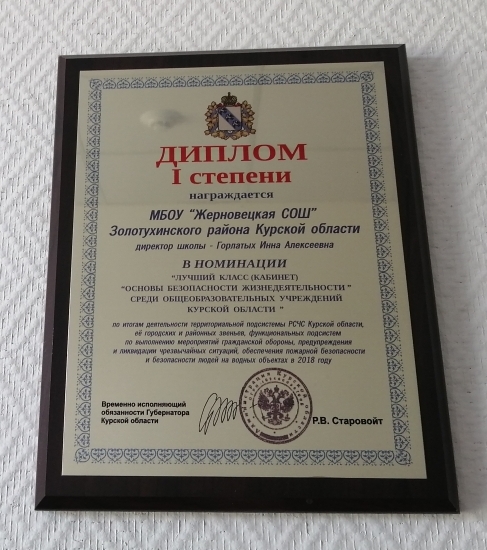 ДИПЛОМ
I степени
награждается
МБОУ "Жерновецкая СОШ"
Золотухинского района Курской области
директор школы - Горпатых Инна Алексеевна
В НОМИНАЦИИ
"ЛУЧШИЙ КЛАСС (КАБИНЕТ)
"ОСНОВЫ БЕЗОПАСНОСТИ ЖИЗНЕДЕЯТЕЛЬНОСТИ"
СРЕДИ ОБЩЕОБРАЗОВАТЕЛЬНЫХ УЧРЕЖДЕНИЙ
КУРСКОЙ ОБЛАСТИ "
по итогам деятельности территориальной подсистемы РСЧС Курской области,
её городских и районных звеньев, функциональных подсистем
по выполнению мероприятий гражданской обороны, предупреждения
и ликвидации чрезвычайных ситуаций, обеспечения пожарной безопасности
и безопасности людей на водных объектах в 2018 году
Временно исполняющий
обязанности Губернатора
Курской области
Р.В. Старовойт